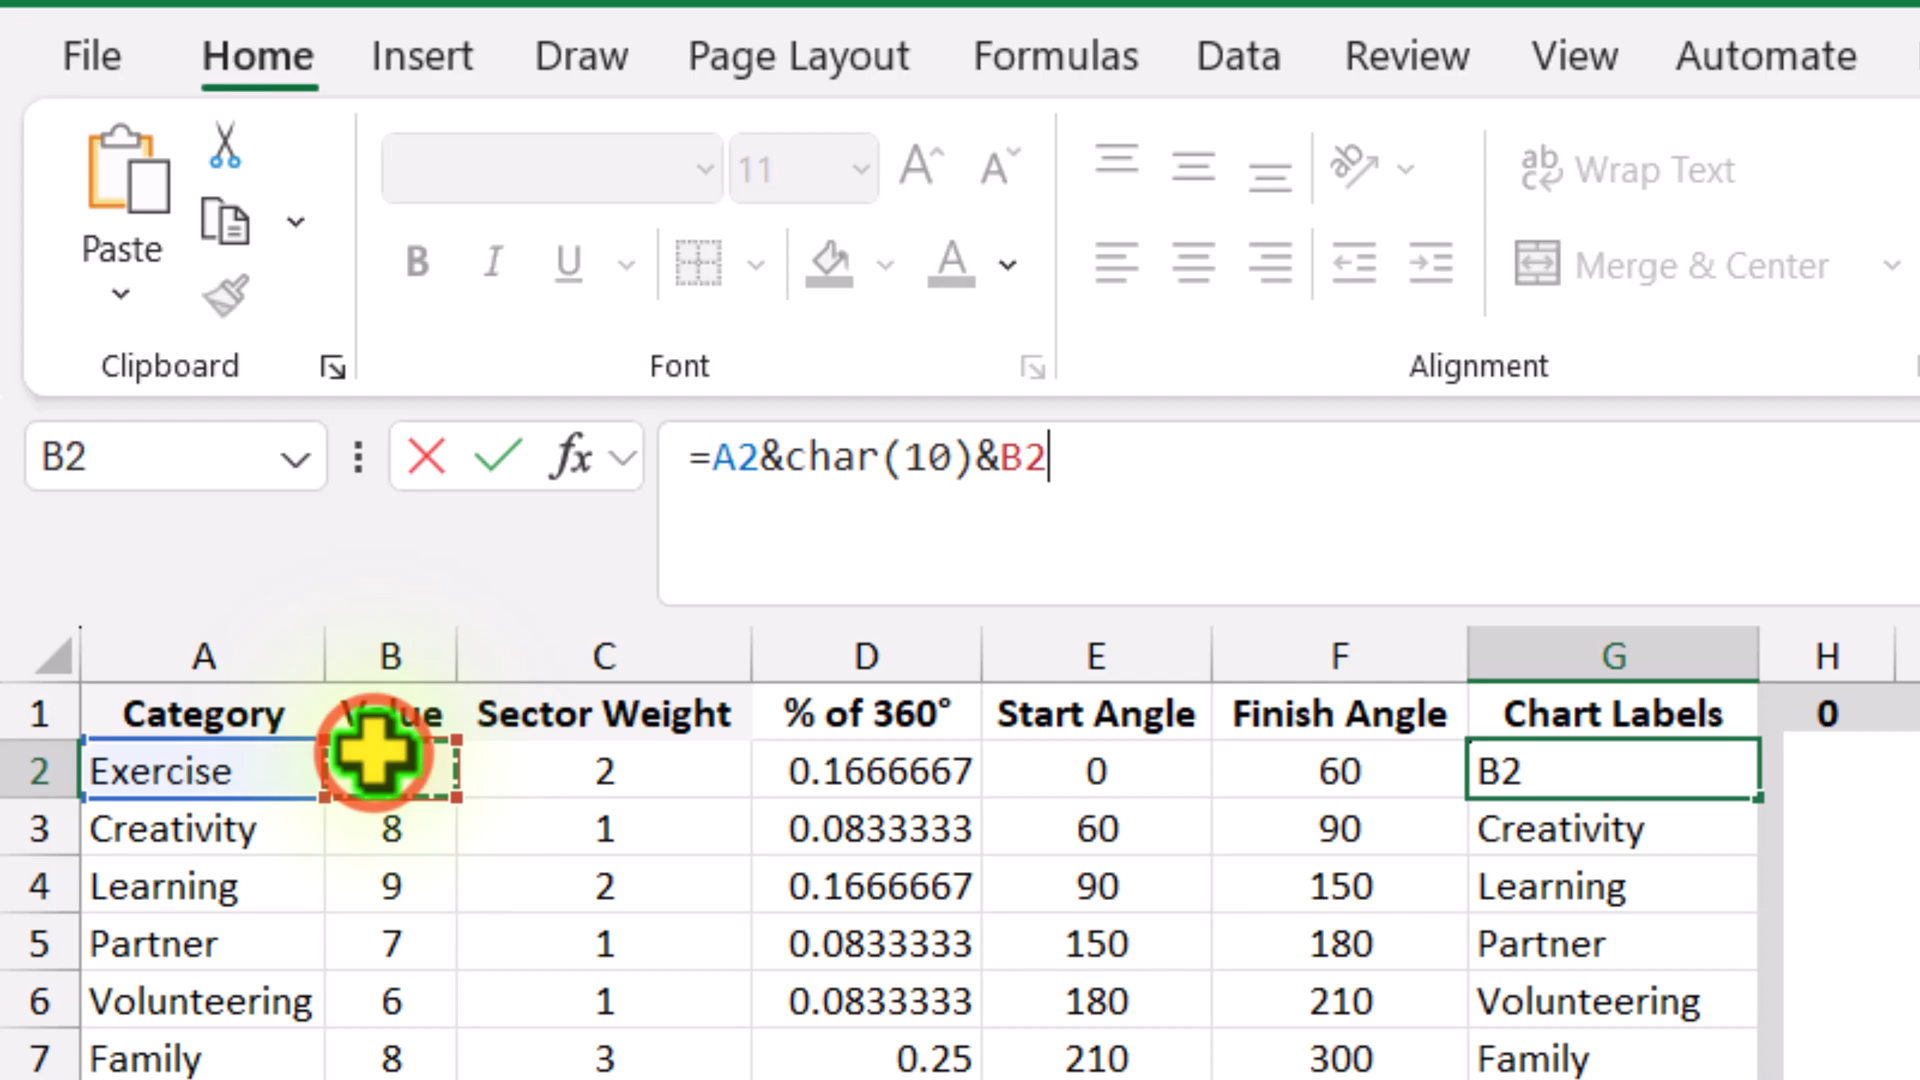 File Home Insert Draw Page Layout Formulas Data Review View Automate
11 Wrap Text
Paste
B I U A Merge & Center
Clipboard Font Alignment
B2 fx =A2&char(10)&B2
A B C D E F G H
1 Category Value Sector Weight % of 360° Start Angle Finish Angle Chart Labels 0
2 Exercise 2 0.1666667 0 60 B2
3 Creativity 8 1 0.0833333 60 90 Creativity
4 Learning 9 2 0.1666667 90 150 Learning
5 Partner 7 1 0.0833333 150 180 Partner
6 Volunteering 6 1 0.0833333 180 210 Volunteering
7 Family 8 3 0.25 210 300 Family